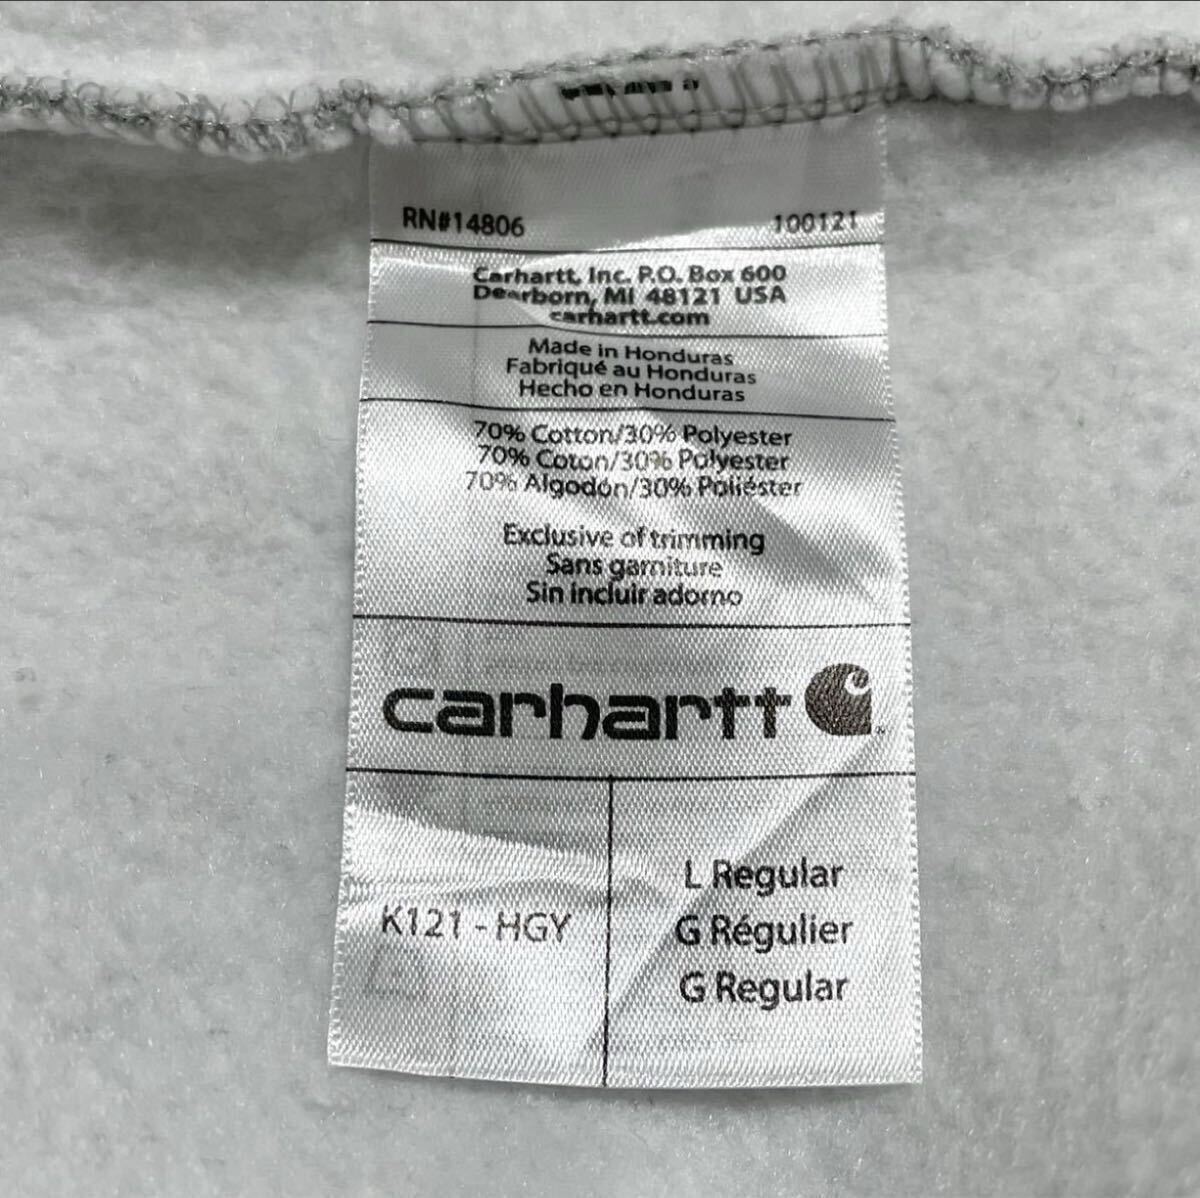 RN#14806 100121
Carhartt, Inc. P.O. Box 600
Dearborn, MI 48121 USA
carhartt.com
Made in Honduras
Fabriqué au Honduras
Hecho en Honduras
70% Cotton/30% Polyester
70% Coton/30% Polyester
70% Algodón/30% Poliéster
Exclusive of trimming
Sans garniture
Sin incluir adorno
carhartt
K121 - HGY
L Regular
G Régulier
G Regular